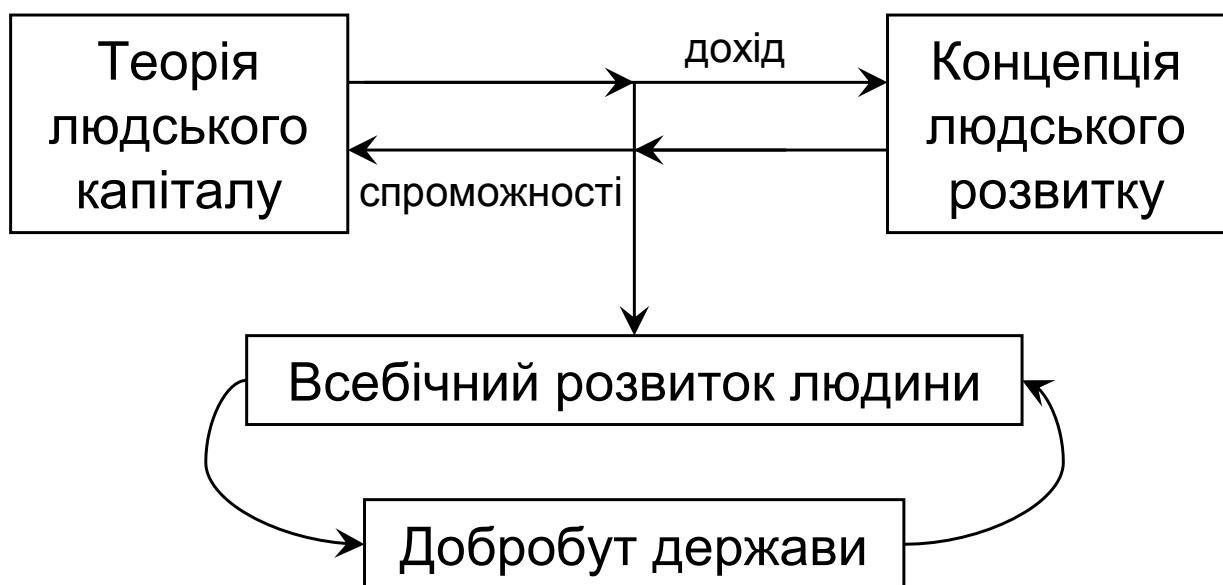 Теорія
людського
капіталу
дохід
спроможності
Концепція
людського
розвитку
Всебічний розвиток людини
Добробут держави